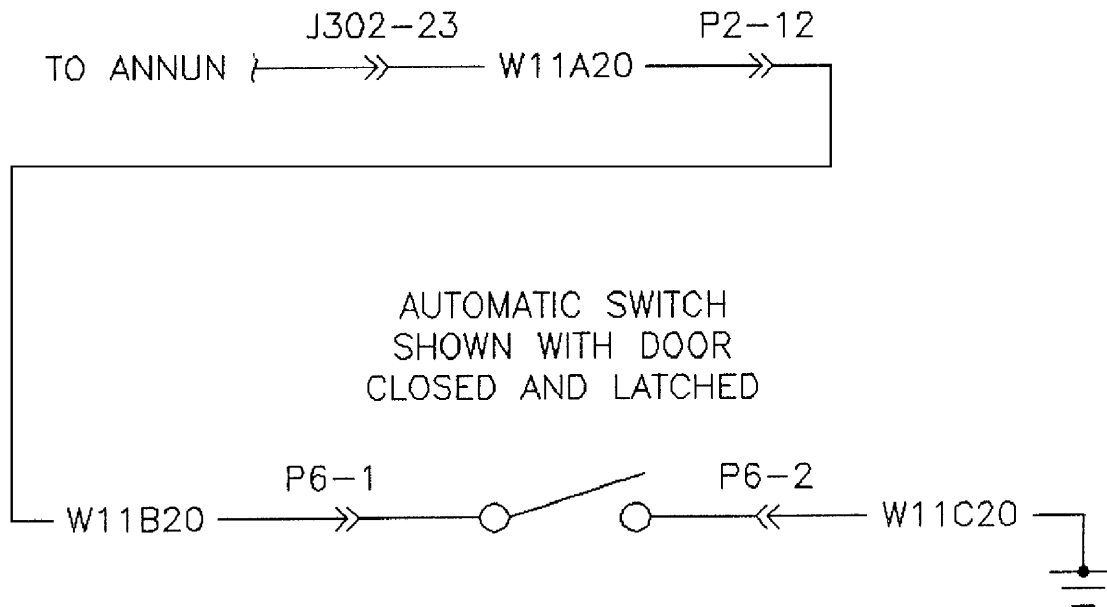 J302-23
P2-12
TO ANNUN
W11A20
AUTOMATIC SWITCH
SHOWN WITH DOOR
CLOSED AND LATCHED
P6-1
P6-2
W11B20
W11C20